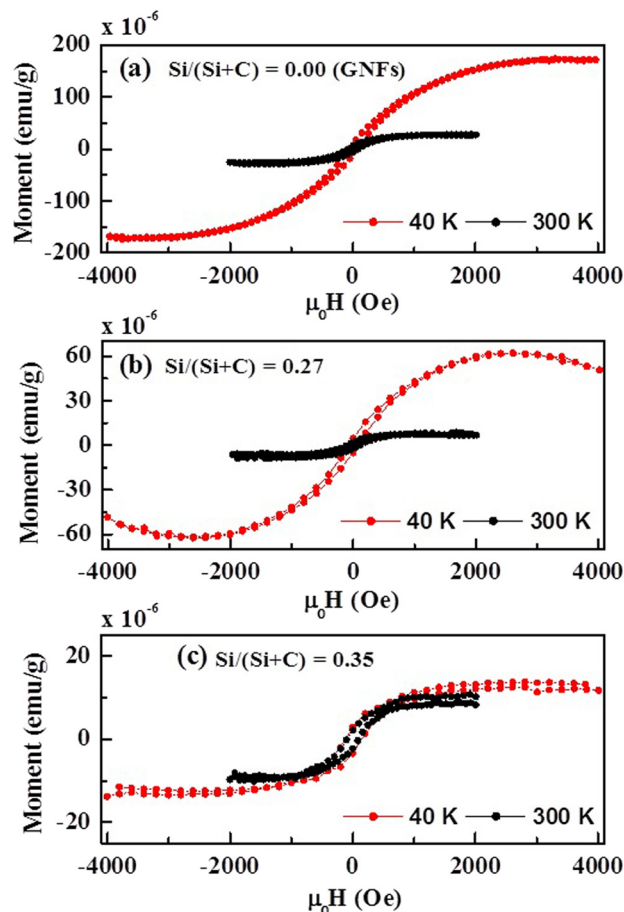 x 10⁻⁶
200
(a) Si/(Si+C) = 0.00 (GNFs)
100
0
-100
-200
Moment (emu/g)
40 K 300 K
-4000 -2000 0 2000 4000
μ₀H (Oe)
x 10⁻⁶
60
(b) Si/(Si+C) = 0.27
30
0
-30
-60
Moment (emu/g)
40 K 300 K
-4000 -2000 0 2000 4000
μ₀H (Oe)
x 10⁻⁶
20
(c) Si/(Si+C) = 0.35
0
-20
Moment (emu/g)
40 K 300 K
-4000 -2000 0 2000 4000
μ₀H (Oe)